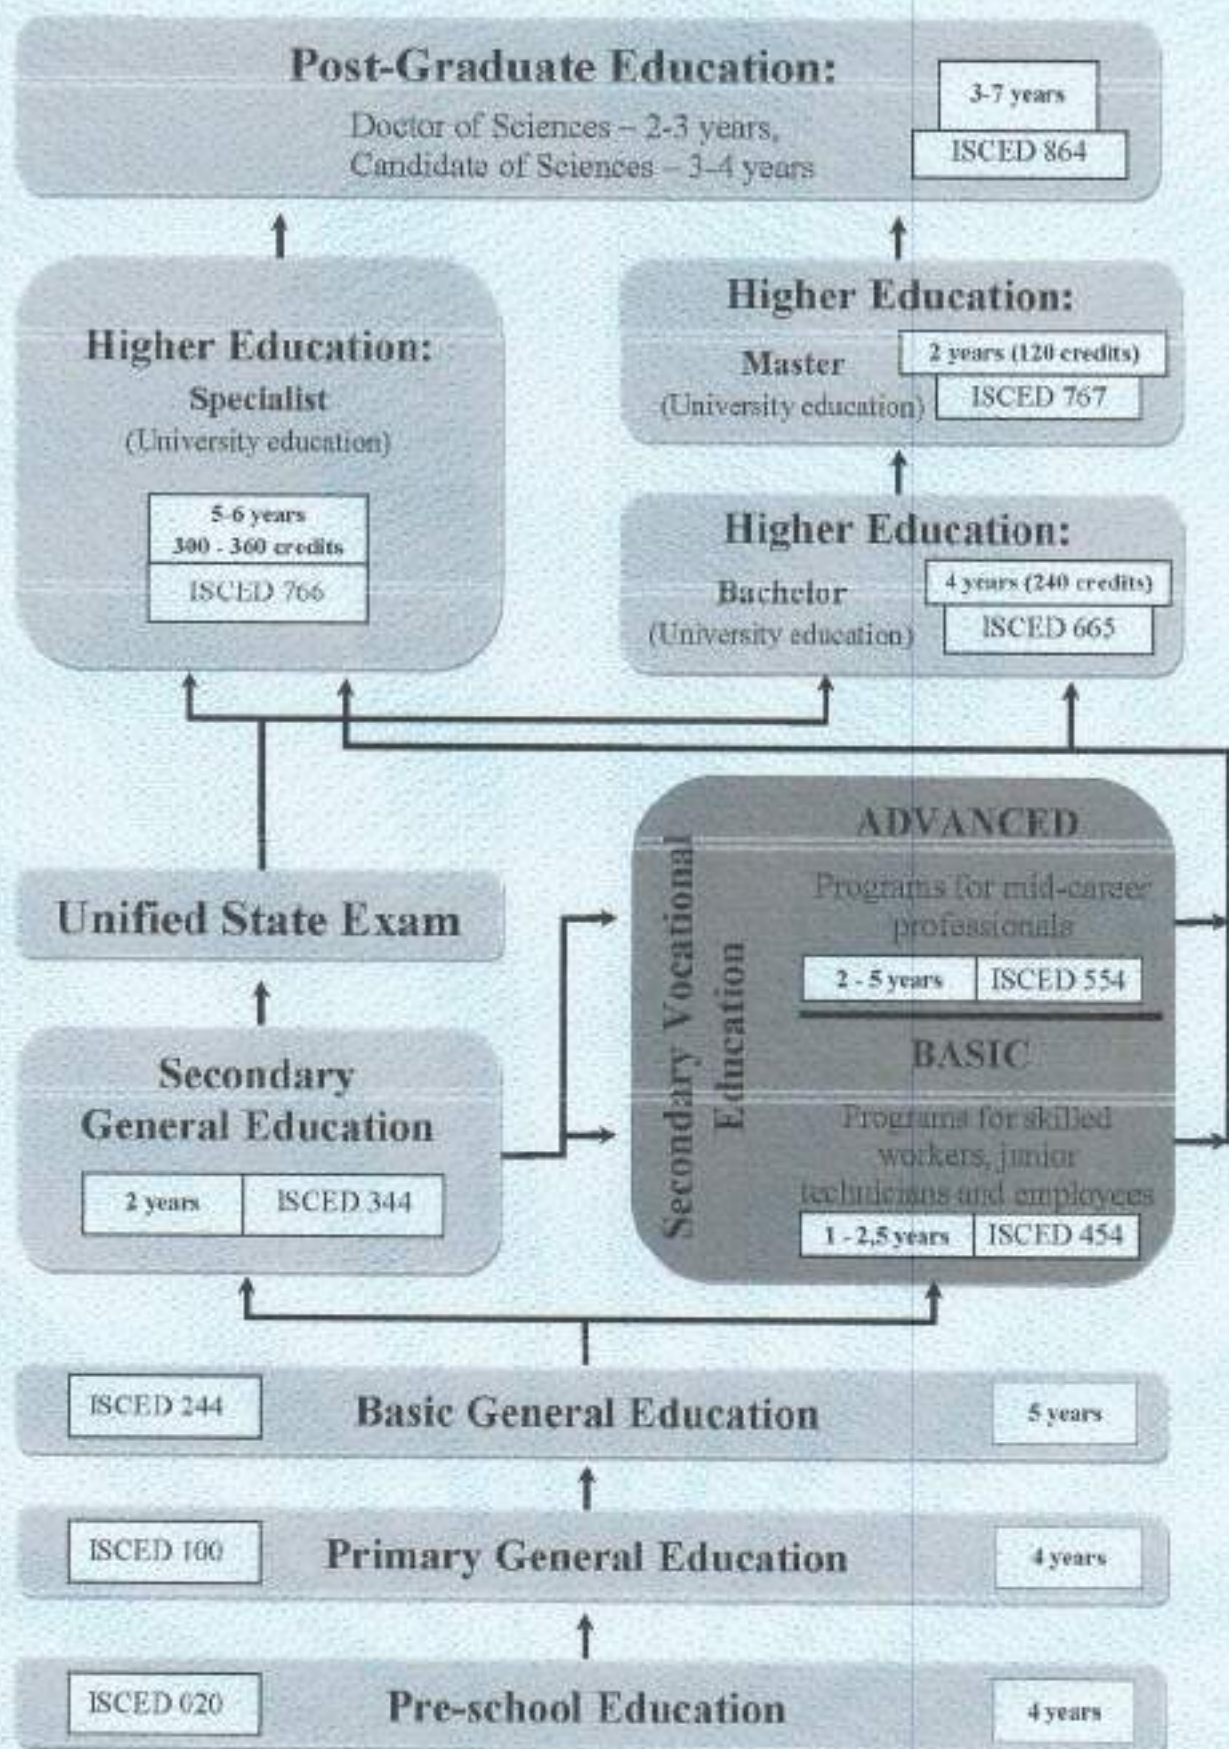 Post-Graduate Education:
Doctor of Sciences – 2-3 years,
Candidate of Sciences – 3-4 years
3-7 years
ISCED 864
Higher Education:
Specialist
(University education)
5-6 years
300 - 360 credits
ISCED 766
Higher Education:
Master
(University education)
2 years (120 credits)
ISCED 767
Higher Education:
Bachelor
(University education)
4 years (240 credits)
ISCED 665
Unified State Exam
Secondary
General Education
2 years
ISCED 344
Secondary Vocational
Education
ADVANCED
Programs for mid-career
professionals
2 - 5 years
ISCED 554
BASIC
Programs for skilled
workers, junior
technicians and employees
1 - 2,5 years
ISCED 454
ISCED 244
Basic General Education
5 years
ISCED 100
Primary General Education
4 years
ISCED 020
Pre-school Education
4 years